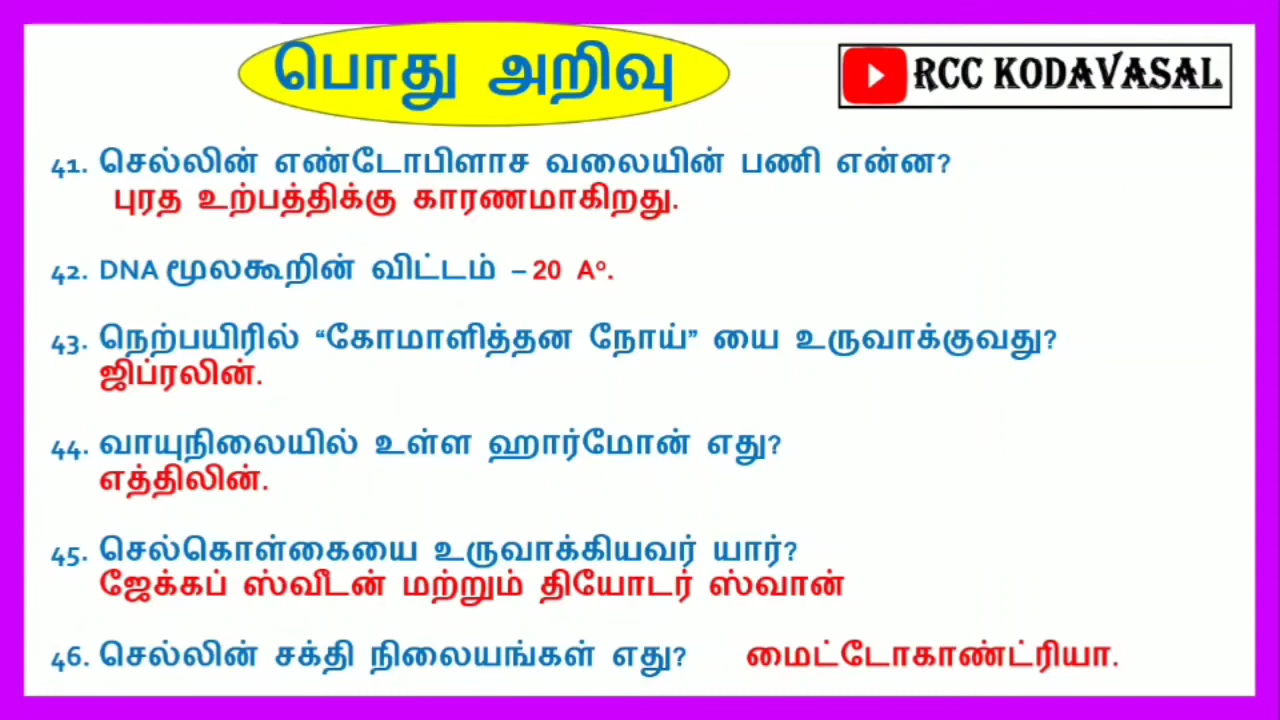 பொது அறிவு
RCC KODAVASAL
41. செல்லின் எண்டோபிளாச வலையின் பணி என்ன?
புரத உற்பத்திக்கு காரணமாகிறது.
42. DNA மூலகூறின் விட்டம் – 20 Aº.
43. நெற்பயிரில் “கோமாளித்தன நோய்” யை உருவாக்குவது?
ஜிப்ரலின்.
44. வாயுநிலையில் உள்ள ஹார்மோன் எது?
எத்திலின்.
45. செல்கொள்கையை உருவாக்கியவர் யார்?
ஜேக்கப் ஸ்வீடன் மற்றும் தியோடர் ஸ்வான்
46. செல்லின் சக்தி நிலையங்கள் எது? மைட்டோகாண்ட்ரியா.